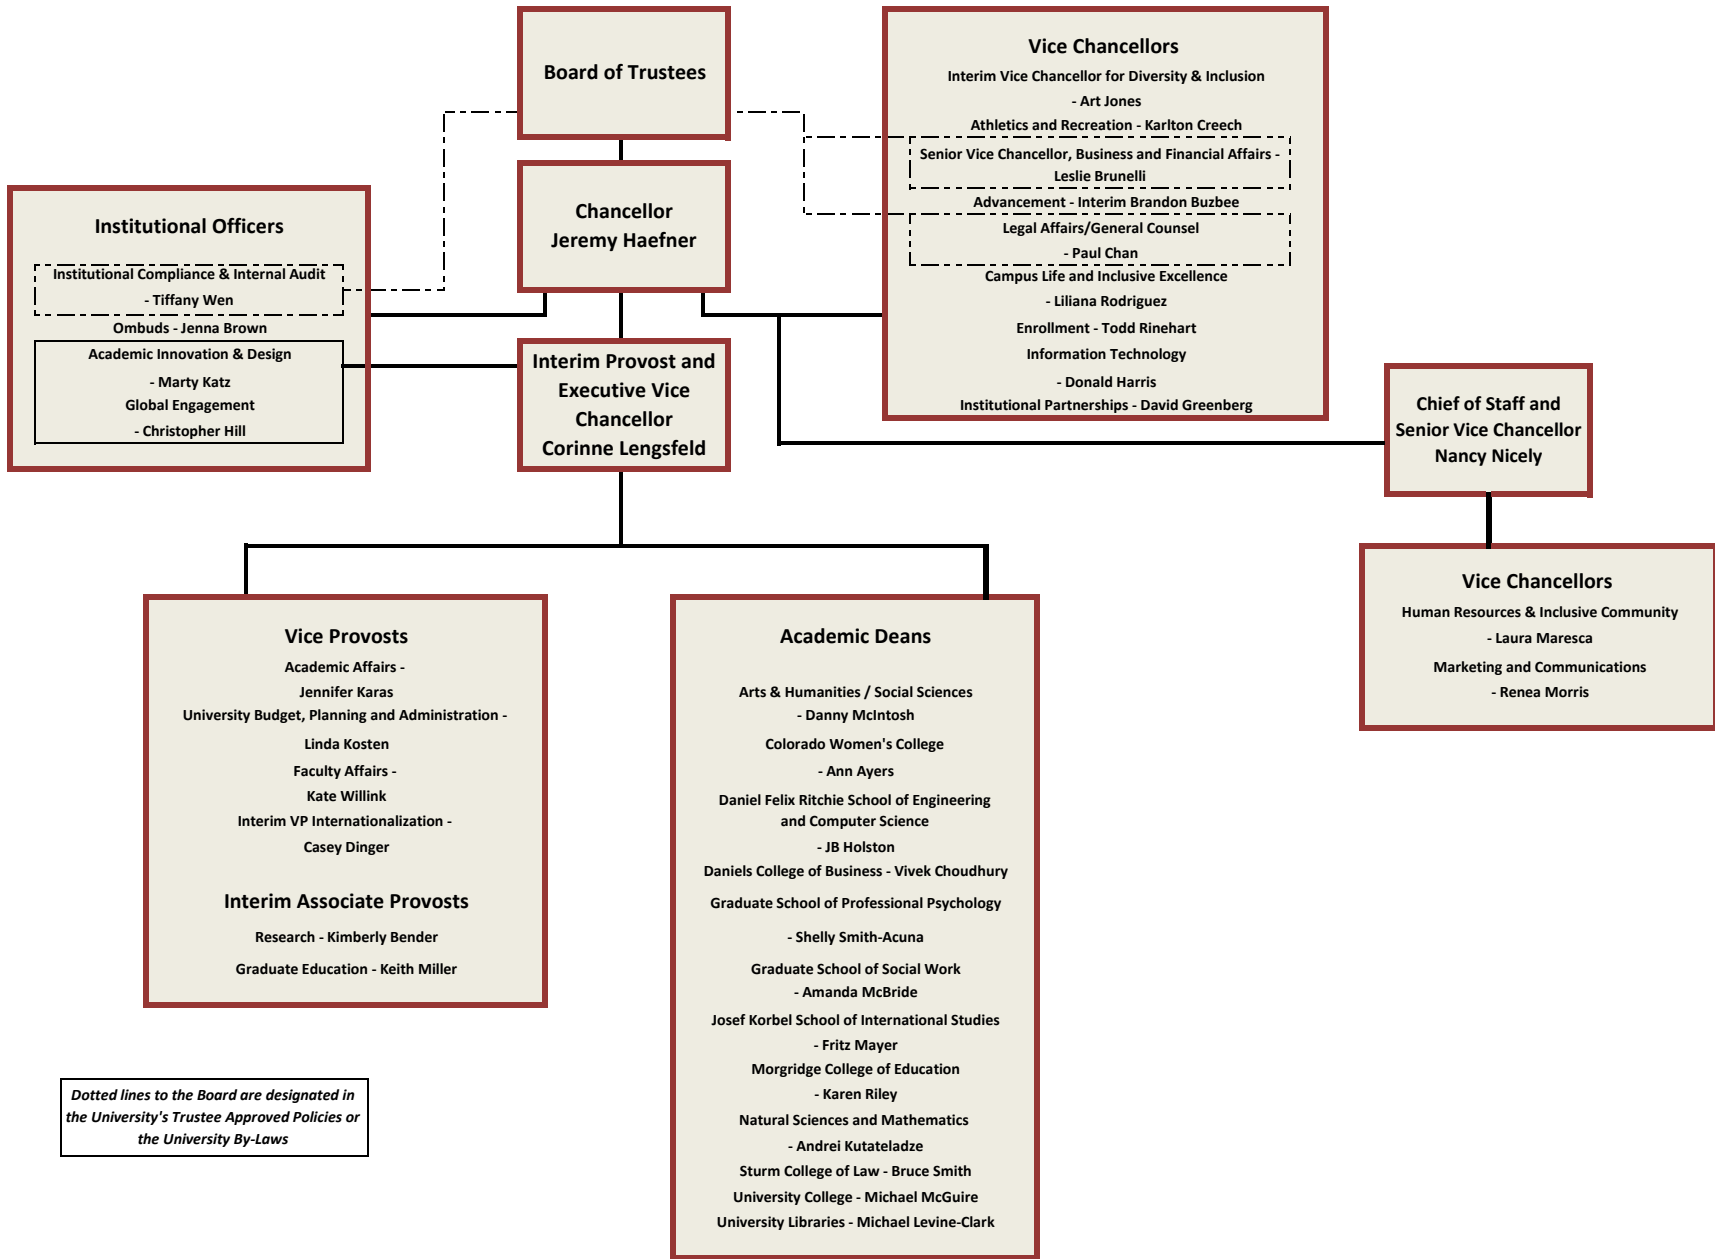 Board of Trustees
Chancellor
Jeremy Haefner
Interim Provost and
Executive Vice
Chancellor
Corinne Lengsfeld
Institutional Officers
Institutional Compliance & Internal Audit
- Tiffany Wen
Ombuds - Jenna Brown
Academic Innovation & Design
- Marty Katz
Global Engagement
- Christopher Hill
Vice Chancellors
Interim Vice Chancellor for Diversity & Inclusion
- Art Jones
Athletics and Recreation - Karlton Creech
Senior Vice Chancellor, Business and Financial Affairs -
Leslie Brunelli
Advancement - Interim Brandon Buzbee
Legal Affairs/General Counsel
- Paul Chan
Campus Life and Inclusive Excellence
- Liliana Rodriguez
Enrollment - Todd Rinehart
Information Technology
- Donald Harris
Institutional Partnerships - David Greenberg
Chief of Staff and
Senior Vice Chancellor
Nancy Nicely
Vice Chancellors
Human Resources & Inclusive Community
- Laura Maresca
Marketing and Communications
- Renea Morris
Vice Provosts
Academic Affairs -
Jennifer Karas
University Budget, Planning and Administration -
Linda Kosten
Faculty Affairs -
Kate Willink
Interim VP Internationalization -
Casey Dinger
Interim Associate Provosts
Research - Kimberly Bender
Graduate Education - Keith Miller
Academic Deans
Arts & Humanities / Social Sciences
- Danny McIntosh
Colorado Women's College
- Ann Ayers
Daniel Felix Ritchie School of Engineering
and Computer Science
- JB Holston
Daniels College of Business - Vivek Choudhury
Graduate School of Professional Psychology
- Shelly Smith-Acuna
Graduate School of Social Work
- Amanda McBride
Josef Korbel School of International Studies
- Fritz Mayer
Morgridge College of Education
- Karen Riley
Natural Sciences and Mathematics
- Andrei Kutateladze
Sturm College of Law - Bruce Smith
University College - Michael McGuire
University Libraries - Michael Levine-Clark
Dotted lines to the Board are designated in
the University's Trustee Approved Policies or
the University By-Laws